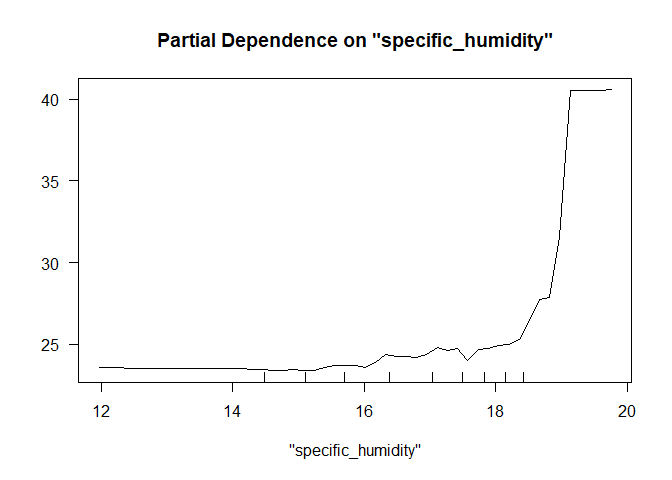 Partial Dependence on "specific_humidity"
40
35
30
25
12 14 16 18 20
"specific_humidity"